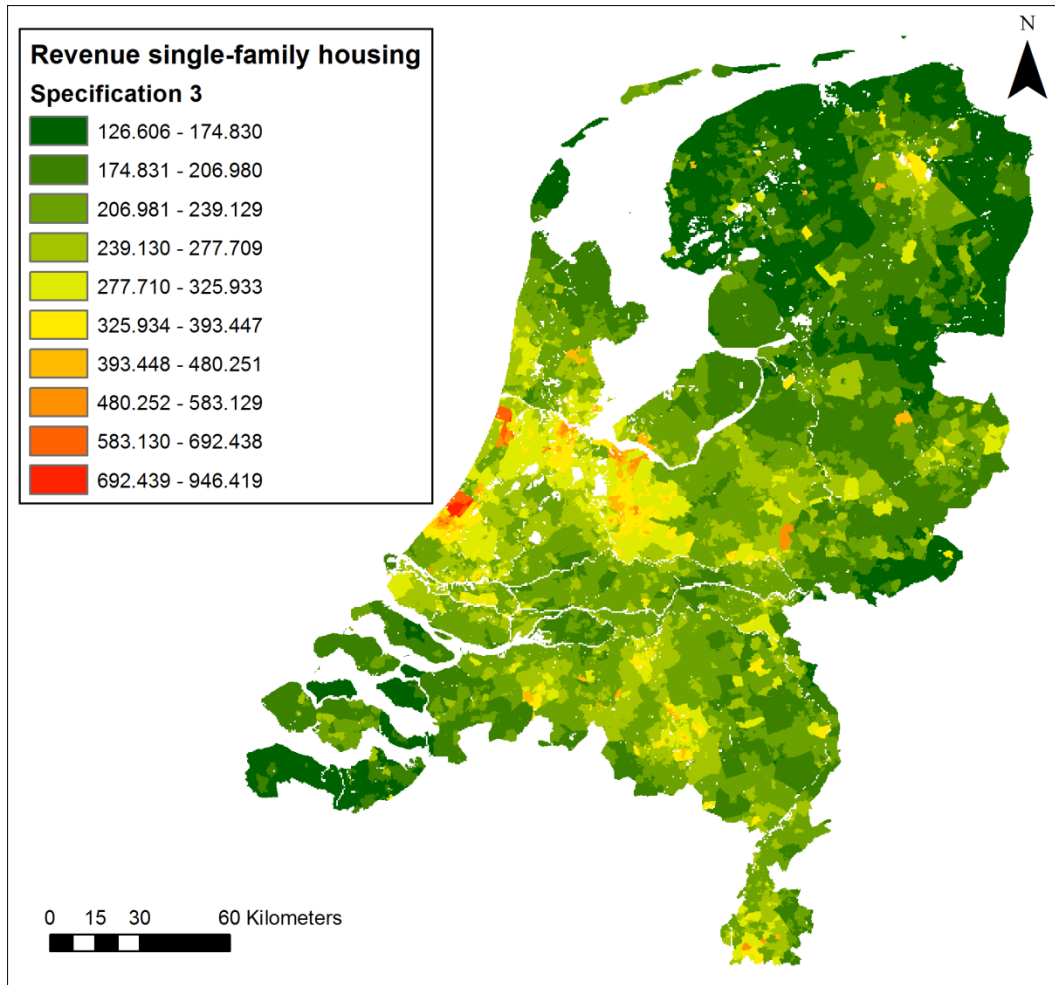 Revenue single-family housing
Specification 3
126.606 - 174.830
174.831 - 206.980
206.981 - 239.129
239.130 - 277.709
277.710 - 325.933
325.934 - 393.447
393.448 - 480.251
480.252 - 583.129
583.130 - 692.438
692.439 - 946.419
N
0 15 30 60 Kilometers